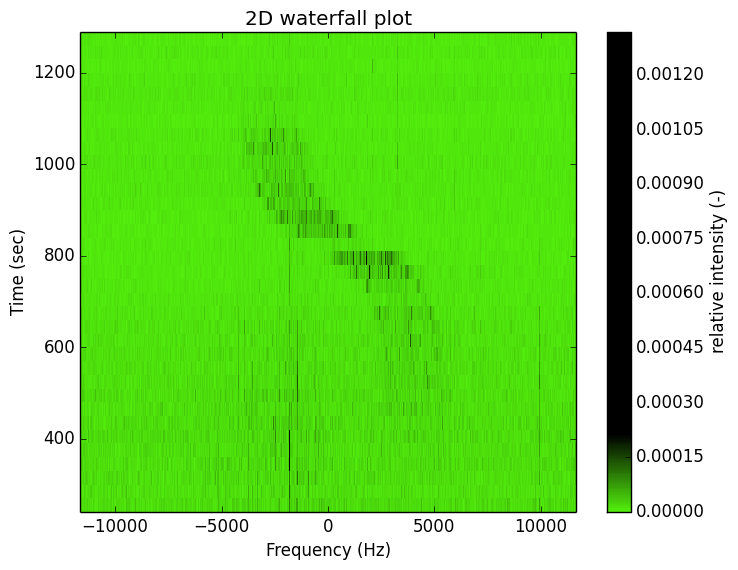 2D waterfall plot
1200
1000
800
600
400
Time (sec)
−10000 −5000 0 5000 10000
Frequency (Hz)
0.00120
0.00105
0.00090
0.00075
0.00060
0.00045
0.00030
0.00015
0.00000
relative intensity (-)